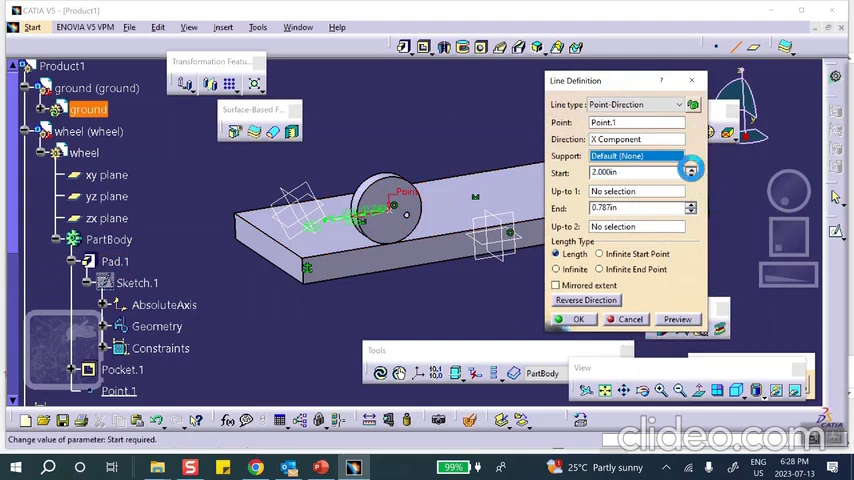 CATIA V5 - [Product1]
Start ENOVIA V5 VPM File Edit View Insert Tools Window Help
Transformation Featu...
Surface-Based F...
Product1
ground (ground)
ground
wheel (wheel)
wheel
xy plane
yz plane
zx plane
PartBody
Pad.1
Sketch.1
AbsoluteAxis
Geometry
Constraints
Pocket.1
Point.1
Line Definition ? ×
Line type: Point-Direction
Point: Point.1
Direction: X Component
Support: Default (None)
Start: 2.000in
Up-to 1: No selection
End: 0.787in
Up-to 2: No selection
Length Type
Length Infinite Start Point
Infinite Infinite End Point
Mirrored extent
Reverse Direction
OK Cancel Preview
Tools
10,1
10,0
PartBody
View
f(x)
CATIA
Change value of parameter: Start required.
clideo.com
99%
25°C Partly sunny
ENG
US
6:28 PM
2023-07-13